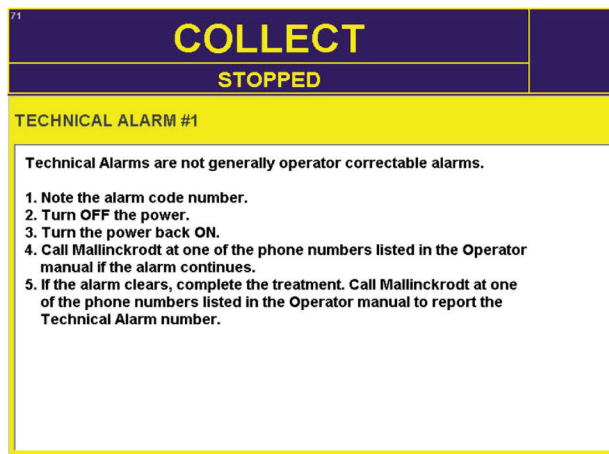 71
COLLECT
STOPPED
TECHNICAL ALARM #1
Technical Alarms are not generally operator correctable alarms.
1. Note the alarm code number.
2. Turn OFF the power.
3. Turn the power back ON.
4. Call Mallinckrodt at one of the phone numbers listed in the Operator
manual if the alarm continues.
5. If the alarm clears, complete the treatment. Call Mallinckrodt at one
of the phone numbers listed in the Operator manual to report the
Technical Alarm number.